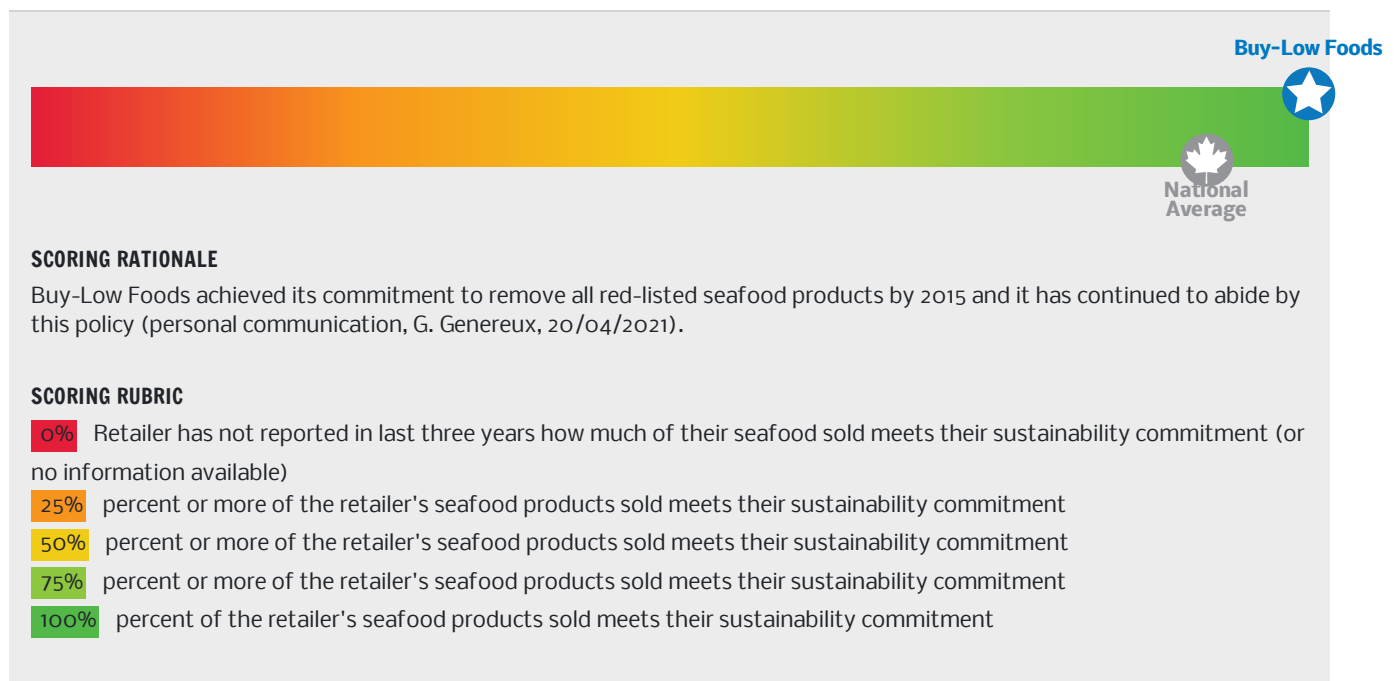 Buy-Low Foods
National
Average
SCORING RATIONALE
Buy-Low Foods achieved its commitment to remove all red-listed seafood products by 2015 and it has continued to abide by
this policy (personal communication, G. Genereux, 20/04/2021).
SCORING RUBRIC
0% Retailer has not reported in last three years how much of their seafood sold meets their sustainability commitment (or
no information available)
25% percent or more of the retailer's seafood products sold meets their sustainability commitment
50% percent or more of the retailer's seafood products sold meets their sustainability commitment
75% percent or more of the retailer's seafood products sold meets their sustainability commitment
100% percent of the retailer's seafood products sold meets their sustainability commitment